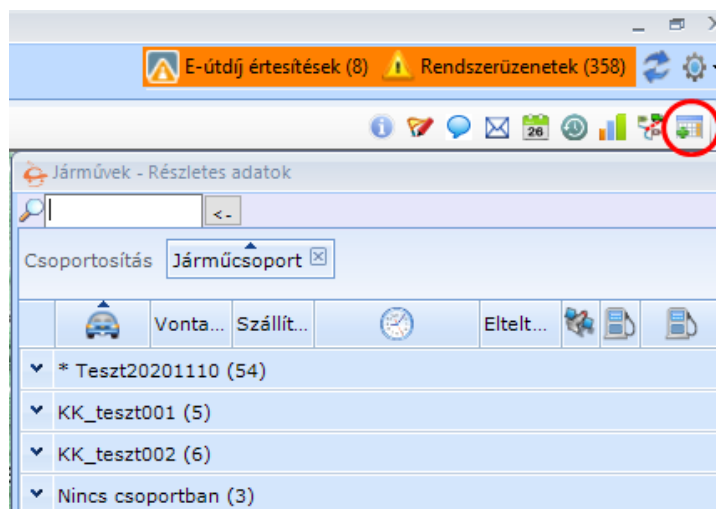 E-útdíj értesítések (8) Rendszerüzenetek (358)
26
Járművek - Részletes adatok
<-
Csoportosítás Járműcsoport
Vonta... Szállít... Eltelt...
* Teszt20201110 (54)
KK_teszt001 (5)
KK_teszt002 (6)
Nincs csoportban (3)